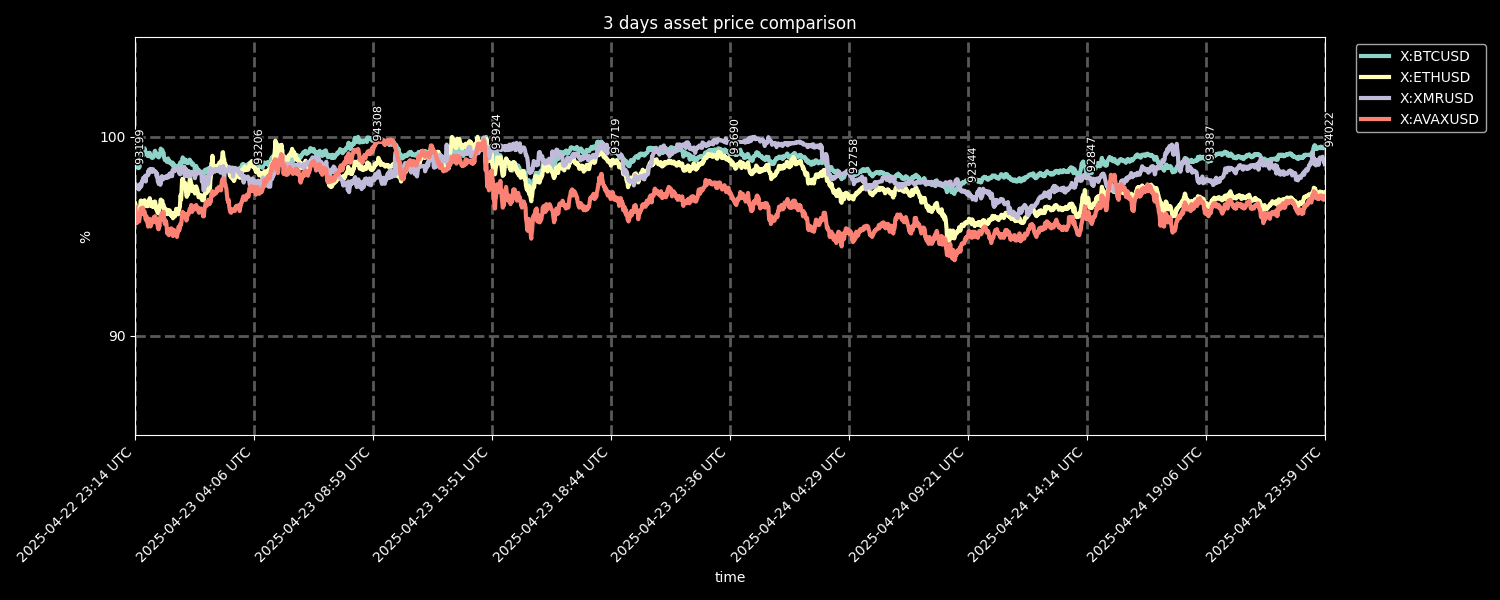 3 days asset price comparison
X:BTCUSD
X:ETHUSD
X:XMRUSD
X:AVAXUSD
100
90
%
93199
93206
94308
93924
93719
93690
92758
92344
92847
93387
94022
2025-04-22 23:14 UTC
2025-04-23 04:06 UTC
2025-04-23 08:59 UTC
2025-04-23 13:51 UTC
2025-04-23 18:44 UTC
2025-04-23 23:36 UTC
2025-04-24 04:29 UTC
2025-04-24 09:21 UTC
2025-04-24 14:14 UTC
2025-04-24 19:06 UTC
2025-04-24 23:59 UTC
time